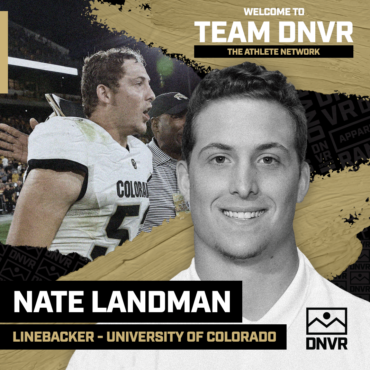 WELCOME TO
TEAM DNVR
THE ATHLETE NETWORK
COLORADO
NATE LANDMAN
LINEBACKER - UNIVERSITY OF COLORADO
DNVR